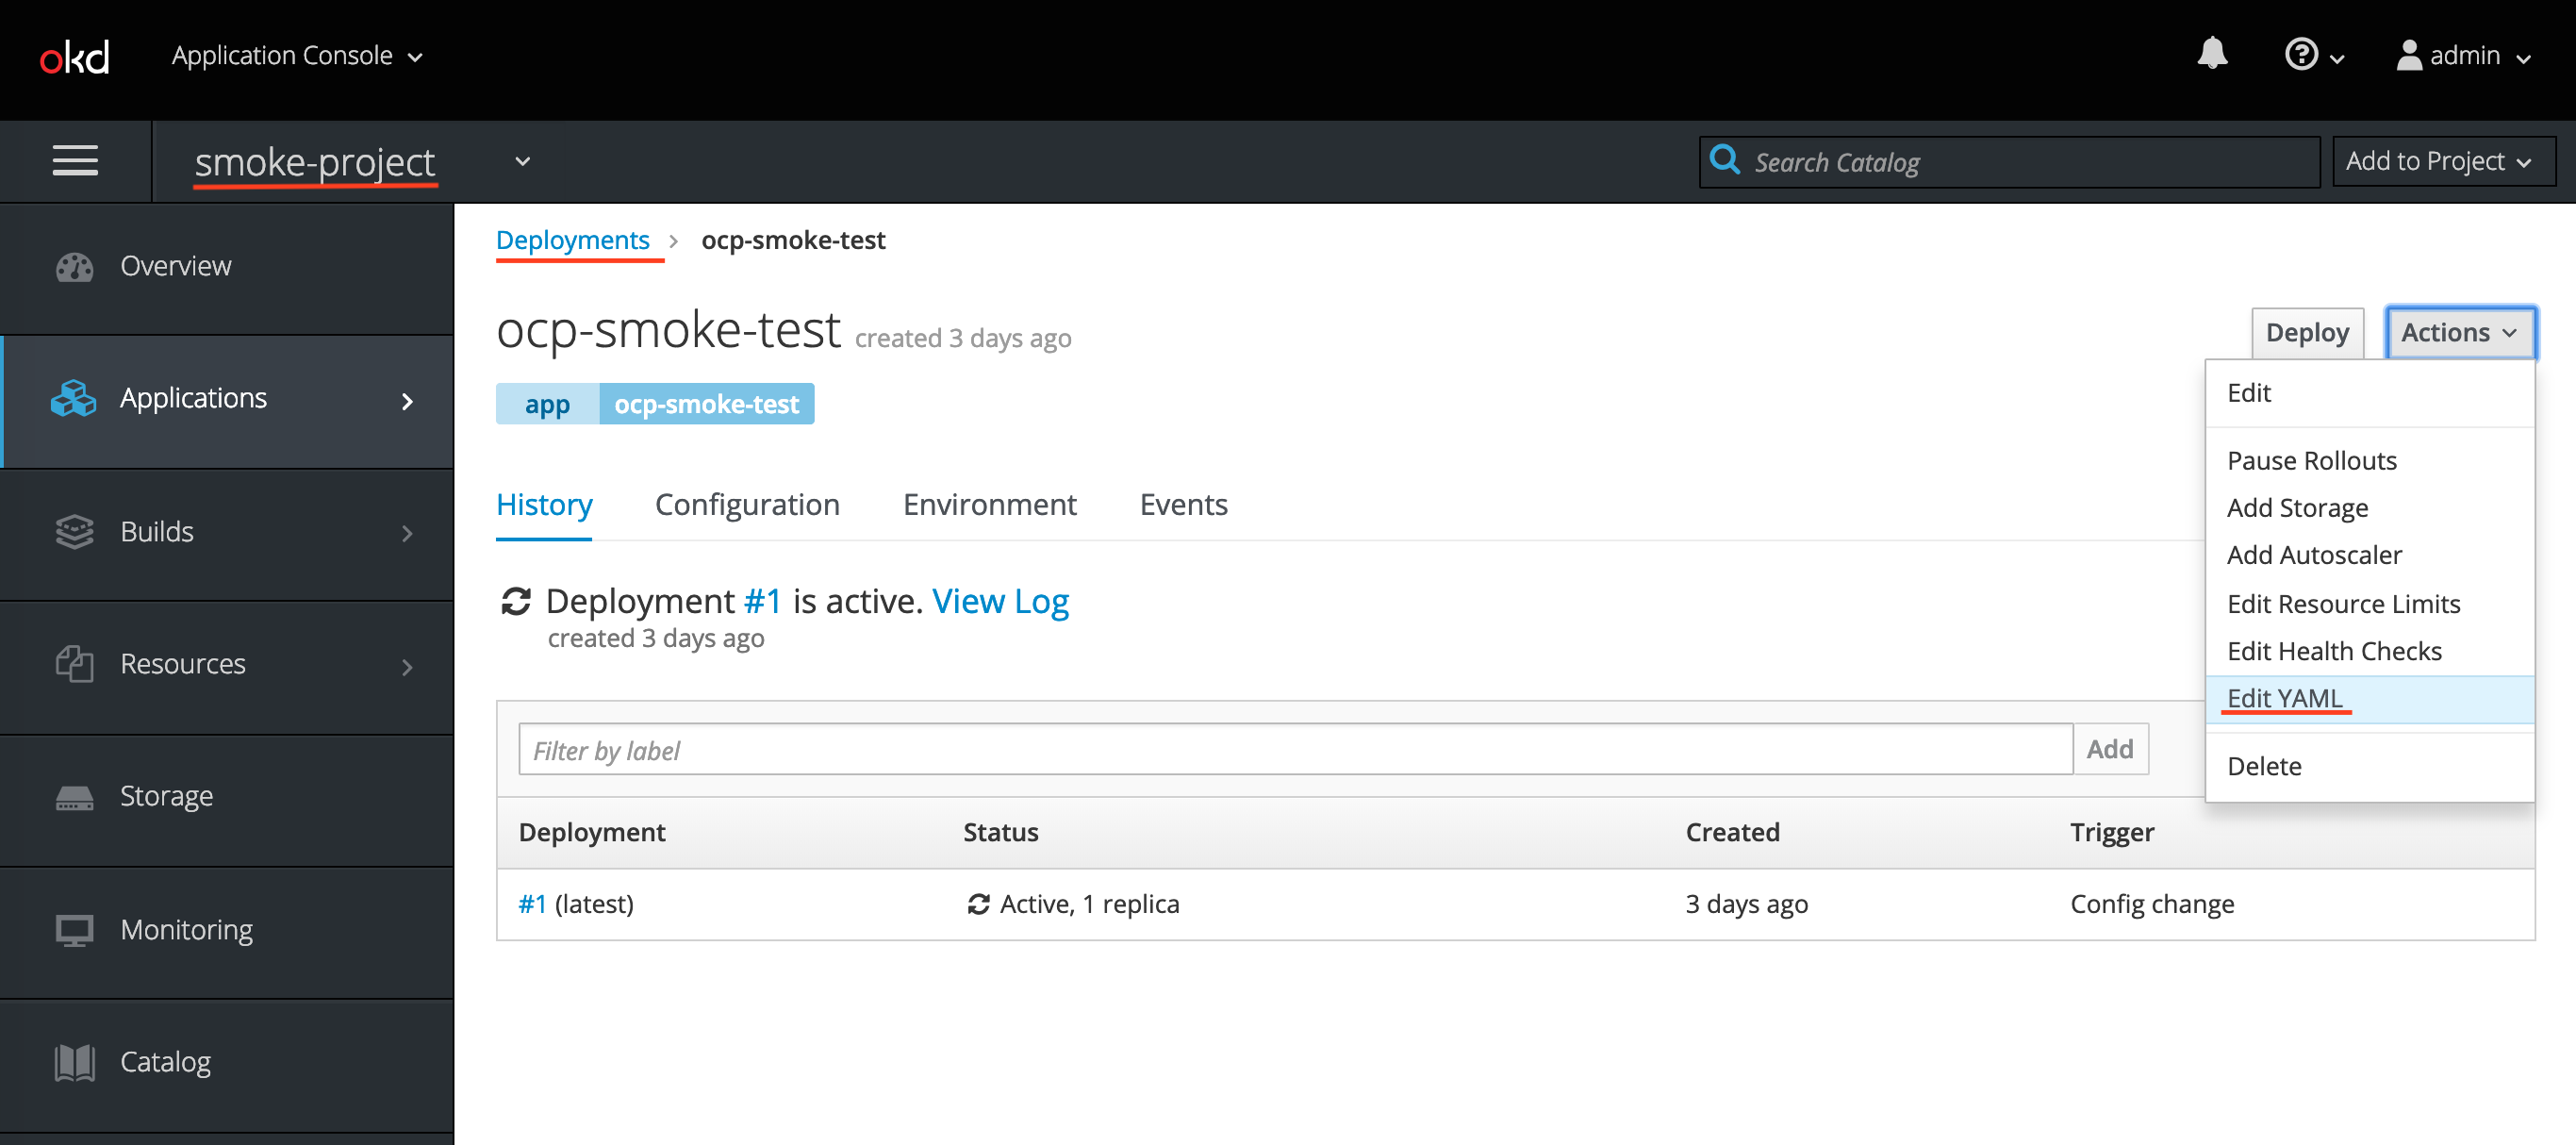 okd Application Console admin
smoke-project Search Catalog Add to Project
Overview
Applications
Builds
Resources
Storage
Monitoring
Catalog
Deployments ocp-smoke-test
ocp-smoke-test created 3 days ago
Deploy Actions
app ocp-smoke-test
Edit
Pause Rollouts
Add Storage
Add Autoscaler
Edit Resource Limits
Edit Health Checks
Edit YAML
Delete
History Configuration Environment Events
Deployment #1 is active. View Log
created 3 days ago
Filter by label Add
Deployment Status Created Trigger
#1 (latest) Active, 1 replica 3 days ago Config change